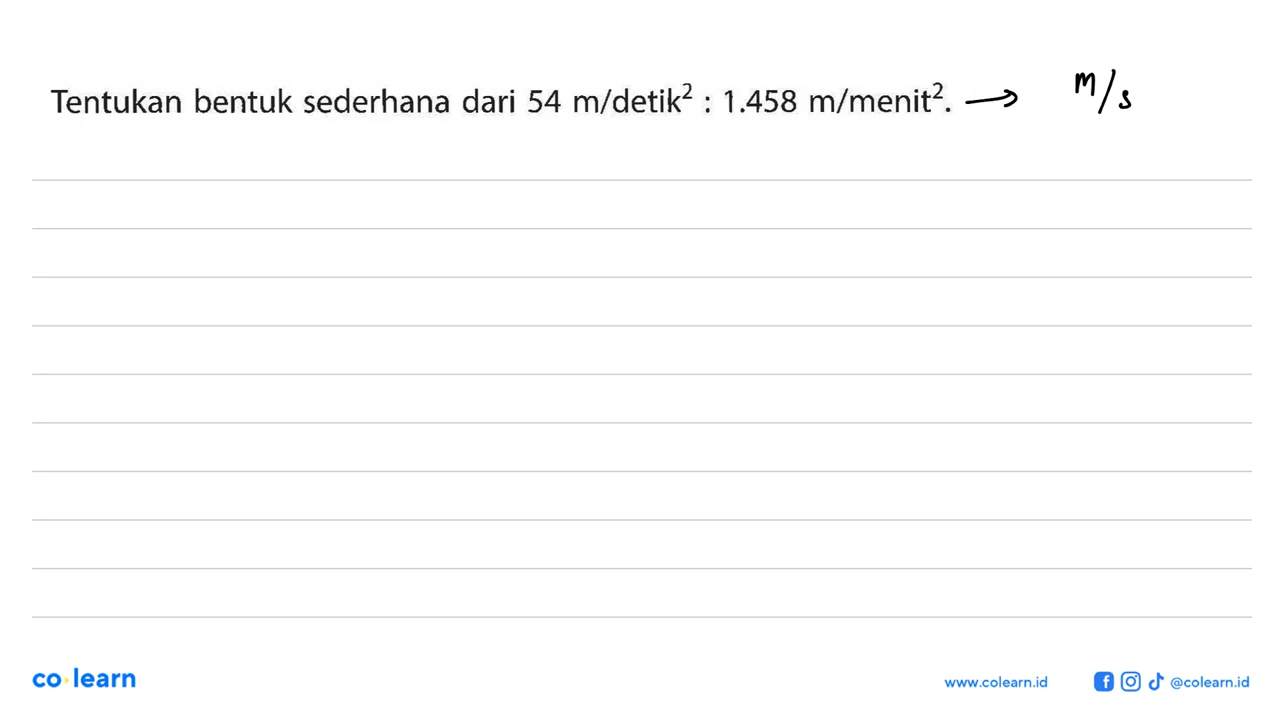 Tentukan bentuk sederhana dari 54 m/detik² : 1.458 m/menit². → m/s
co learn
www.colearn.id @colearn.id